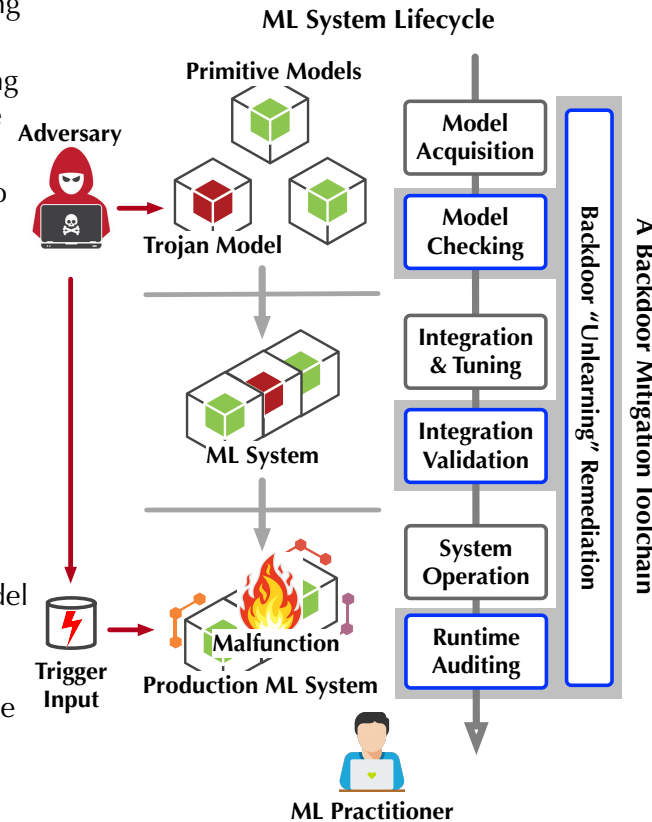 ML System Lifecycle
Primitive Models
Adversary
Trojan Model
ML System
Malfunction
Production ML System
Trigger
Input
Model
Acquisition
Model
Checking
Integration
& Tuning
Integration
Validation
System
Operation
Runtime
Auditing
Backdoor “Unlearning” Remediation
A Backdoor Mitigation Toolchain
ML Practitioner